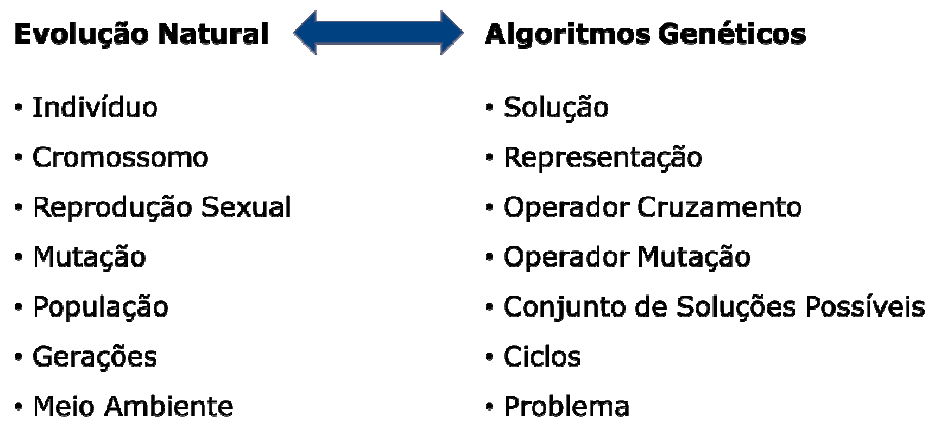 Evolução Natural Algoritmos Genéticos
• Indivíduo • Solução
• Cromossomo • Representação
• Reprodução Sexual • Operador Cruzamento
• Mutação • Operador Mutação
• População • Conjunto de Soluções Possíveis
• Gerações • Ciclos
• Meio Ambiente • Problema